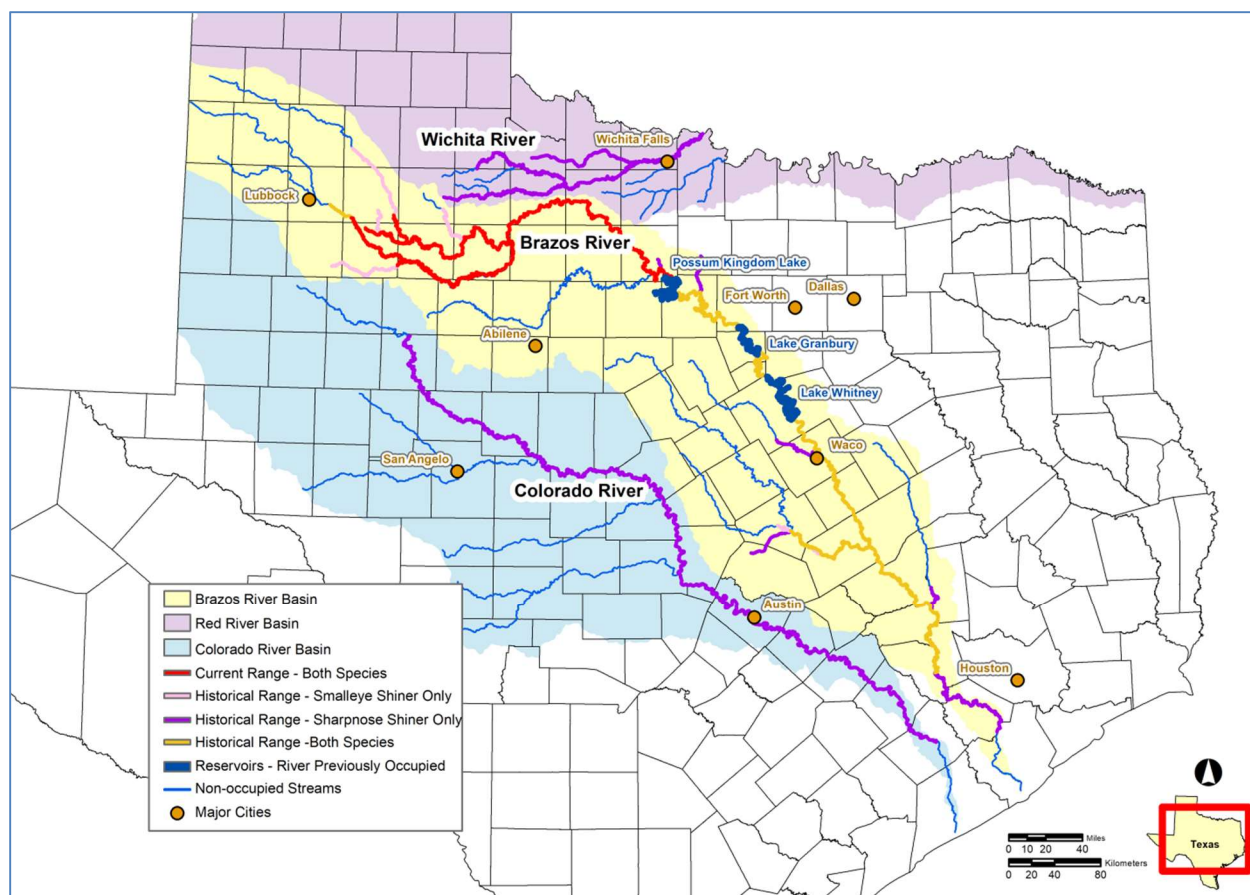 Wichita River
Wichita Falls
Lubbock
Brazos River
Possum Kingdom Lake
Fort Worth
Dallas
Abilene
Lake Granbury
Lake Whitney
San Angelo
Waco
Colorado River
Austin
Houston
Brazos River Basin
Red River Basin
Colorado River Basin
Current Range - Both Species
Historical Range - Smalleye Shiner Only
Historical Range - Sharpnose Shiner Only
Historical Range -Both Species
Reservoirs - River Previously Occupied
Non-occupied Streams
Major Cities
Miles
0 10 20 40
Kilometers
0 20 40 80
Texas